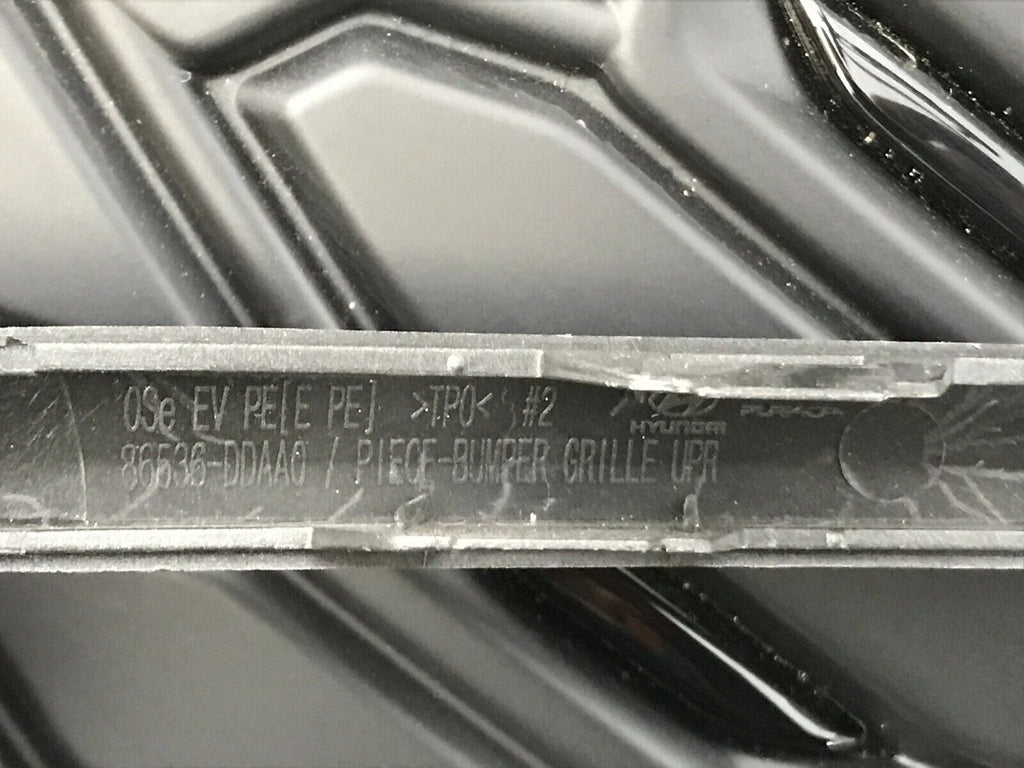 OSe EV PE[E PE] >TPO< #2
HYUNDAI
86536-DDAA0 / PIECE-BUMPER GRILLE UPR